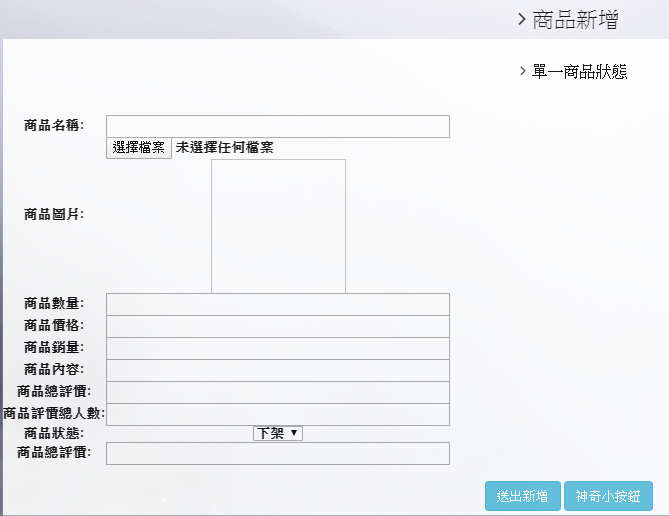 商品新增
單一商品狀態
商品名稱:
選擇檔案 未選擇任何檔案
商品圖片:
商品數量:
商品價格:
商品銷量:
商品內容:
商品總評價:
商品評價總人數:
商品狀態: 下架
商品總評價:
送出新增 神奇小按鈕